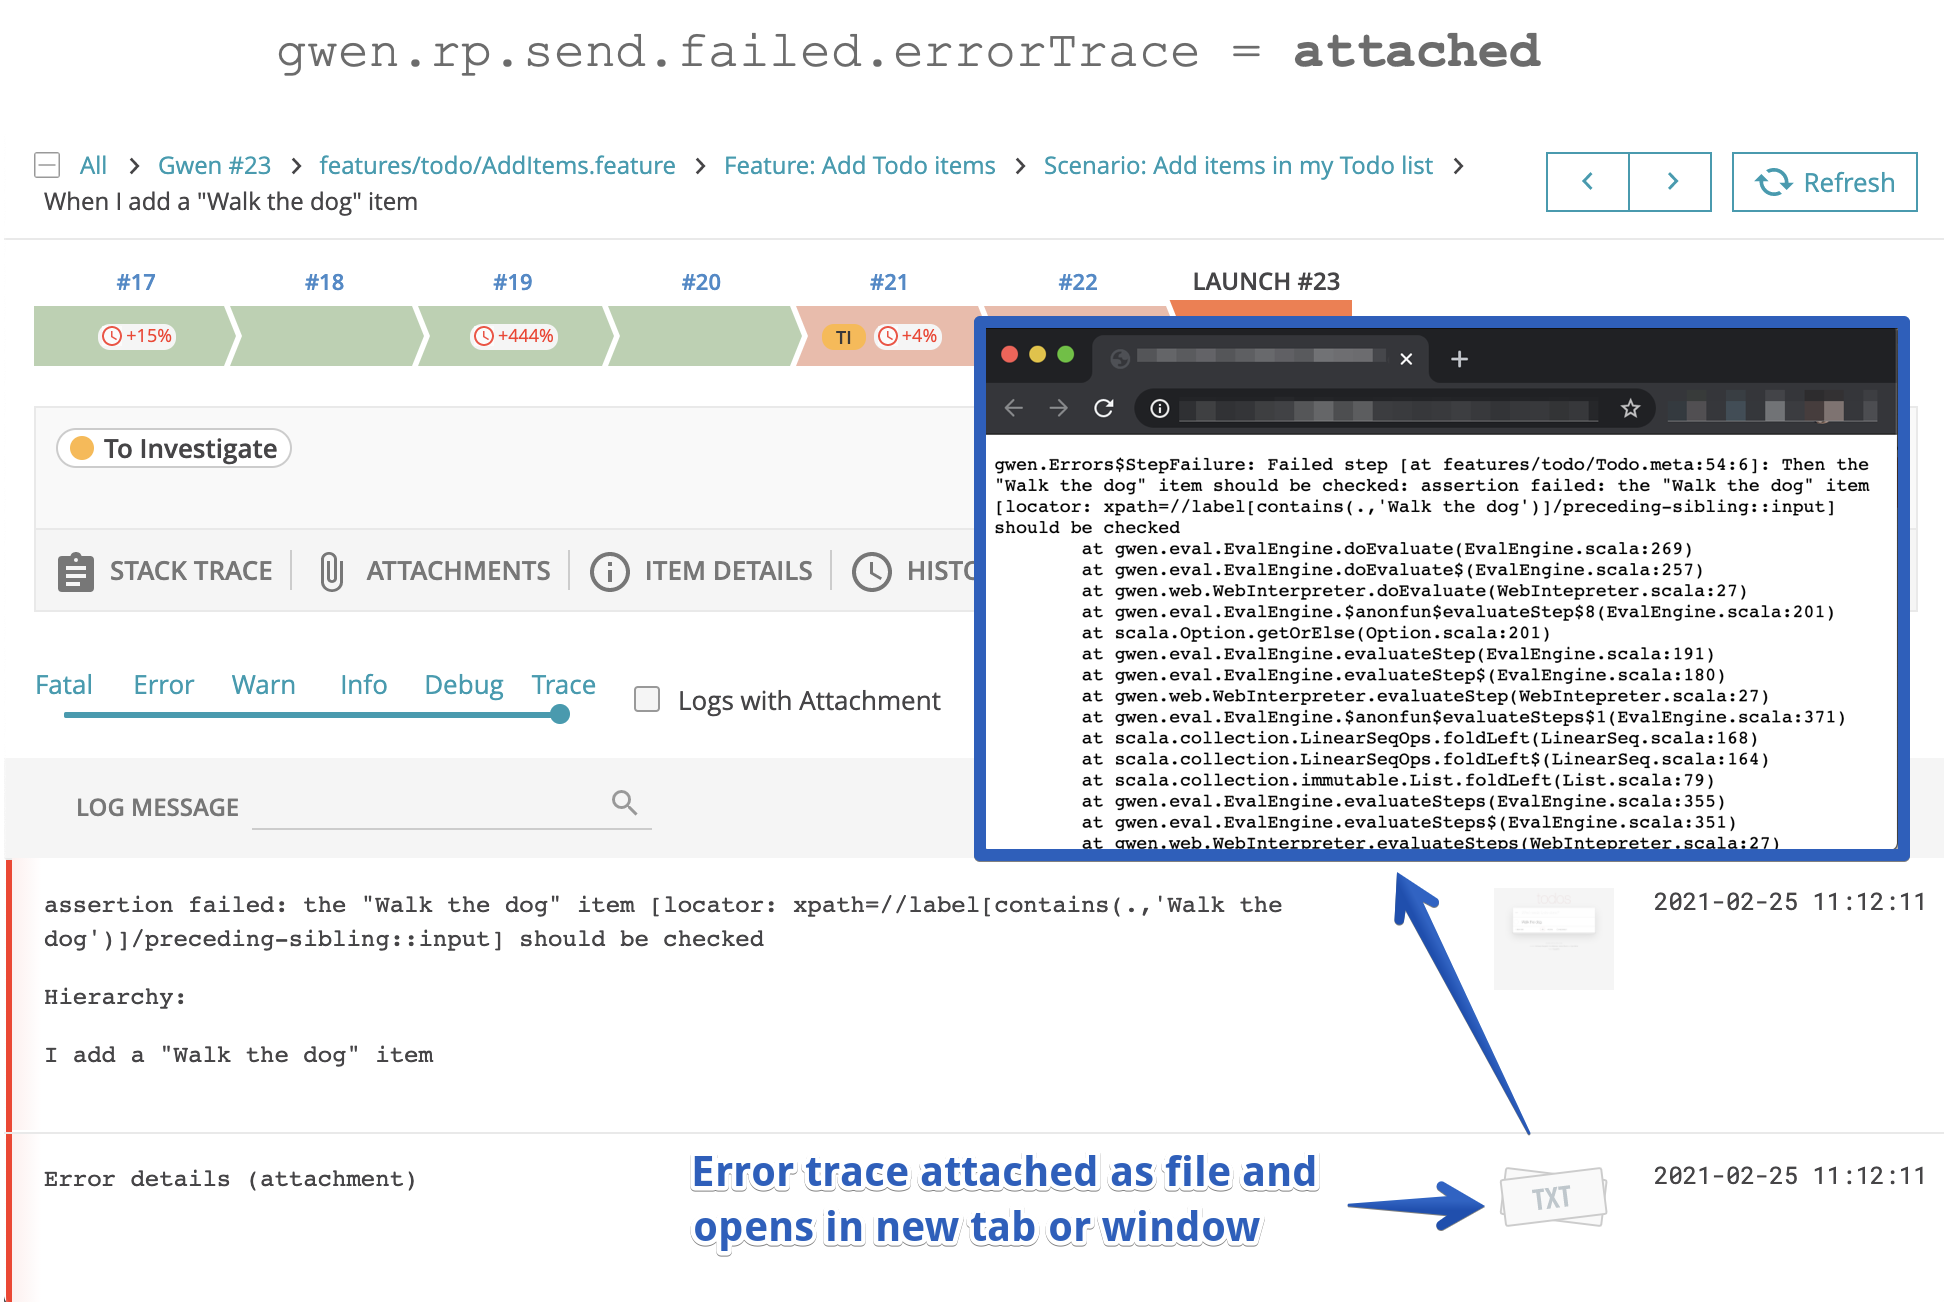 gwen.rp.send.failed.errorTrace = attached
All > Gwen #23 > features/todo/AddItems.feature > Feature: Add Todo items > Scenario: Add items in my Todo list >
When I add a "Walk the dog" item
Refresh
#17 #18 #19 #20 #21 #22 LAUNCH #23
+15% +444% TI +4%
To Investigate
STACK TRACE ATTACHMENTS ITEM DETAILS HISTO
Fatal Error Warn Info Debug Trace Logs with Attachment
LOG MESSAGE
gwen.Errors$StepFailure: Failed step [at features/todo/Todo.meta:54:6]: Then the
"Walk the dog" item should be checked: assertion failed: the "Walk the dog" item
[locator: xpath=//label[contains(.,'Walk the dog')]/preceding-sibling::input]
should be checked
at gwen.eval.EvalEngine.doEvaluate(EvalEngine.scala:269)
at gwen.eval.EvalEngine.doEvaluate$(EvalEngine.scala:257)
at gwen.web.WebInterpreter.doEvaluate(WebIntepreter.scala:27)
at gwen.eval.EvalEngine.$anonfun$evaluateStep$8(EvalEngine.scala:201)
at scala.Option.getOrElse(Option.scala:201)
at gwen.eval.EvalEngine.evaluateStep(EvalEngine.scala:191)
at gwen.eval.EvalEngine.evaluateStep$(EvalEngine.scala:180)
at gwen.web.WebInterpreter.evaluateStep(WebIntepreter.scala:27)
at gwen.eval.EvalEngine.$anonfun$evaluateSteps$1(EvalEngine.scala:371)
at scala.collection.LinearSeqOps.foldLeft(LinearSeq.scala:168)
at scala.collection.LinearSeqOps.foldLeft$(LinearSeq.scala:164)
at scala.collection.immutable.List.foldLeft(List.scala:79)
at gwen.eval.EvalEngine.evaluateSteps(EvalEngine.scala:355)
at gwen.eval.EvalEngine.evaluateSteps$(EvalEngine.scala:351)
at gwen.web.WebInterpreter.evaluateSteps(WebIntepreter.scala:27)
assertion failed: the "Walk the dog" item [locator: xpath=//label[contains(.,'Walk the
dog')]/preceding-sibling::input] should be checked
2021-02-25 11:12:11
Hierarchy:
I add a "Walk the dog" item
Error details (attachment)
Error trace attached as file and
opens in new tab or window
TXT
2021-02-25 11:12:11